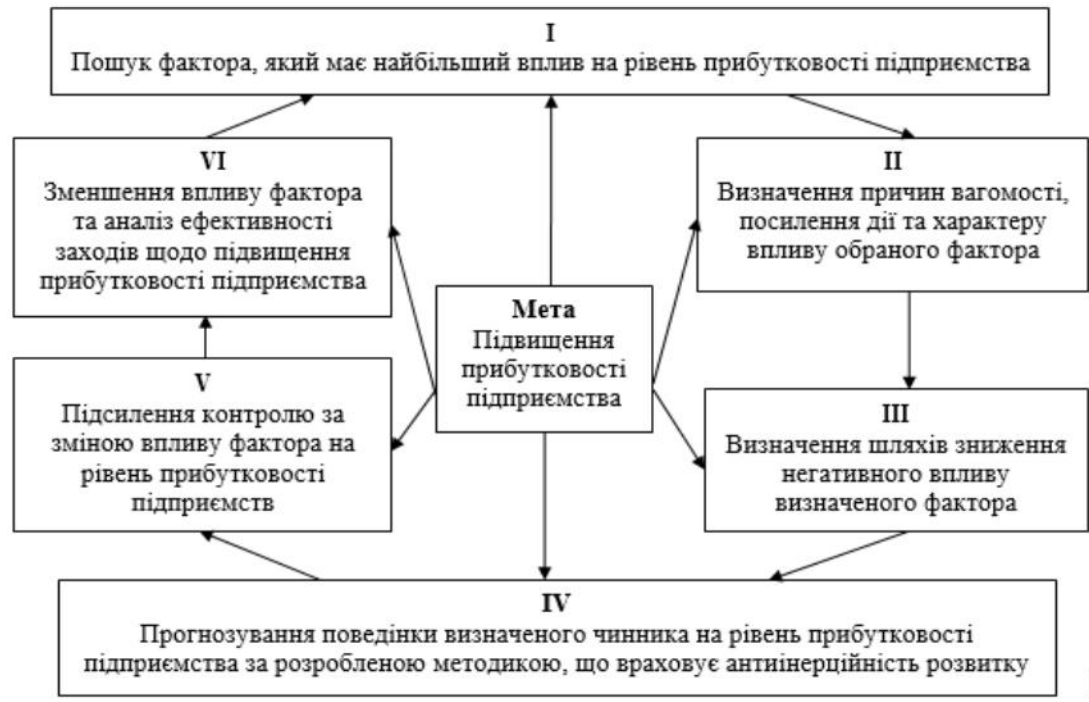 I
Пошук фактора, який має найбільший вплив на рівень прибутковості підприємства
VI
Зменшення впливу фактора
та аналіз ефективності
заходів щодо підвищення
прибутковості підприємства
II
Визначення причин вагомості,
посилення дії та характеру
впливу обраного фактора
Мета
Підвищення
прибутковості
підприємства
V
Підсилення контролю за
зміною впливу фактора на
рівень прибутковості
підприємств
III
Визначення шляхів зниження
негативного впливу
визначеного фактора
IV
Прогнозування поведінки визначеного чинника на рівень прибутковості
підприємства за розробленою методикою, що враховує антиінерційність розвитку